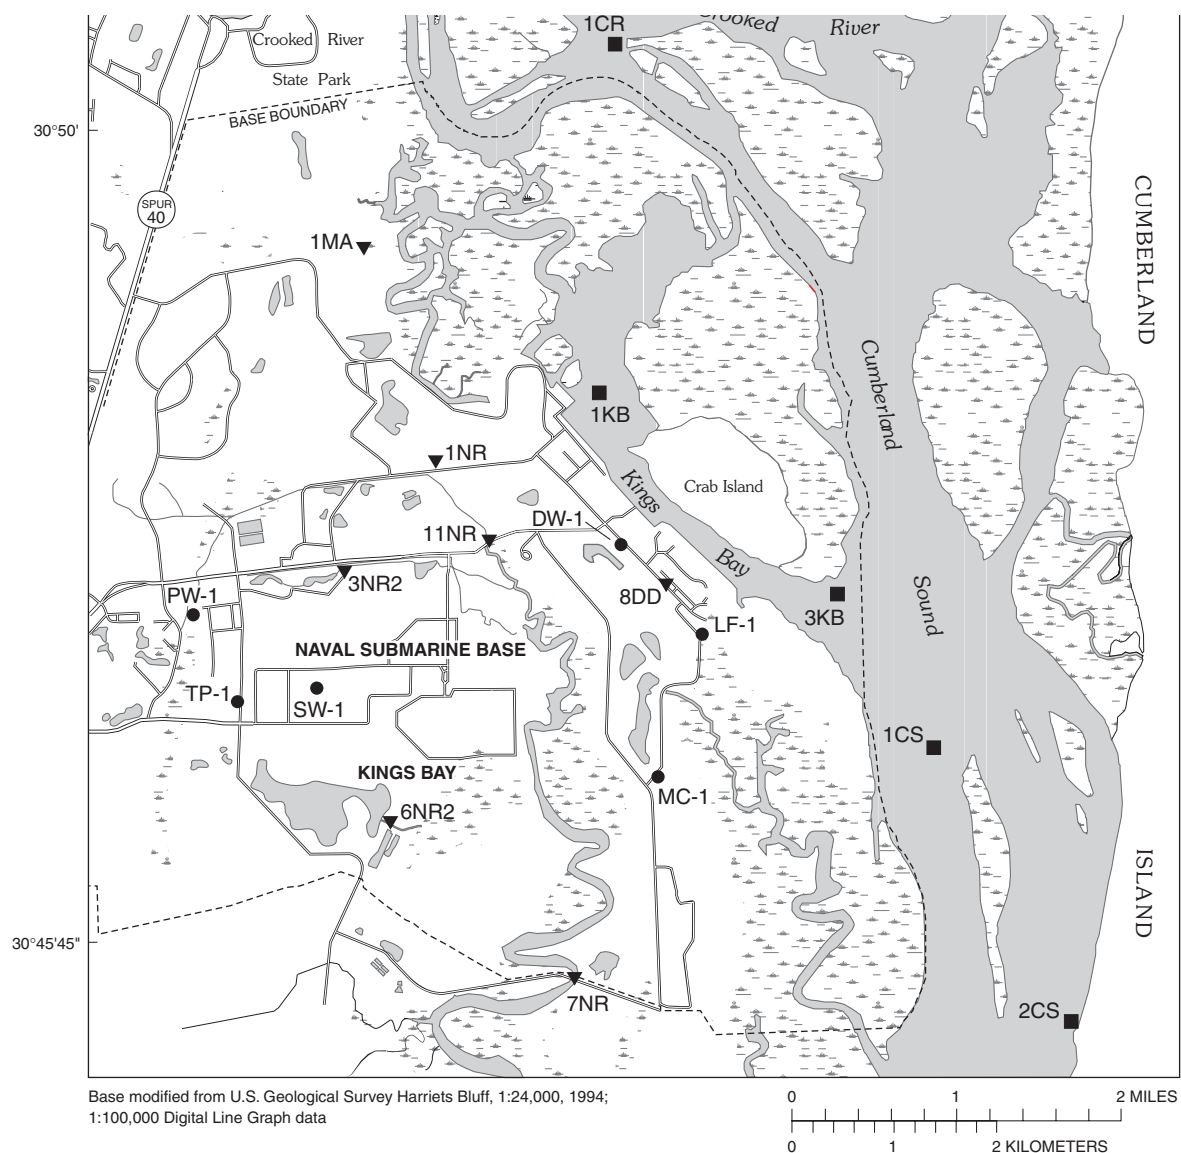 1CR
Crooked River
Crooked River
State Park
BASE BOUNDARY
30°50'
SPUR
40
1MA
CUMBERLAND
Cumberland
1KB
1NR
Kings
Crab Island
DW-1
11NR
Bay
3NR2
8DD
PW-1
3KB
Sound
LF-1
NAVAL SUBMARINE BASE
TP-1
SW-1
1CS
KINGS BAY
MC-1
6NR2
ISLAND
30°45'45"
7NR
2CS
Base modified from U.S. Geological Survey Harriets Bluff, 1:24,000, 1994;
1:100,000 Digital Line Graph data
0 1 2 MILES
0 1 2 KILOMETERS